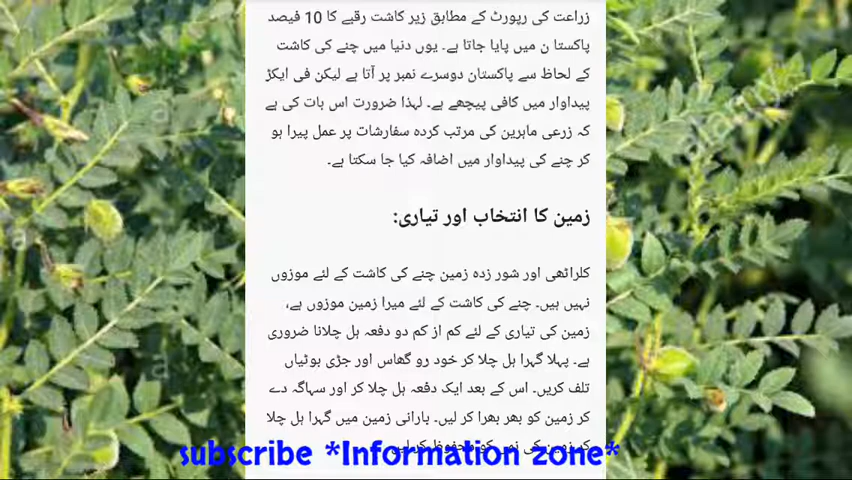 زراعت کی رپورٹ کے مطابق زیر کاشت رقبے کا 10 فیصد
پاکستا ن میں پایا جاتا ہے۔ یوں دنیا میں چنے کی کاشت
کے لحاظ سے پاکستان دوسرے نمبر پر آتا ہے لیکن فی ایکڑ
پیداوار میں کافی پیچھے ہے۔ لہذا ضرورت اس بات کی ہے
کہ زرعی ماہرین کی مرتب کردہ سفارشات پر عمل پیرا ہو
کر چنے کی پیداوار میں اضافہ کیا جا سکتا ہے۔
زمین کا انتخاب اور تیاری:
کلراٹھی اور شور زدہ زمین چنے کی کاشت کے لئے موزوں
نہیں ہیں۔ چنے کی کاشت کے لئے میرا زمین موزوں ہے،
زمین کی تیاری کے لئے کم از کم دو دفعہ ہل چلانا ضروری
ہے۔ پہلا گہرا ہل چلا کر خود رو گھاس اور جڑی بوٹیاں
تلف کریں۔ اس کے بعد ایک دفعہ ہل چلا کر اور سہاگہ دے
کر زمین کو بھر بھرا کر لیں۔ بارانی زمین میں گہرا ہل چلا
subscribe *Information zone*